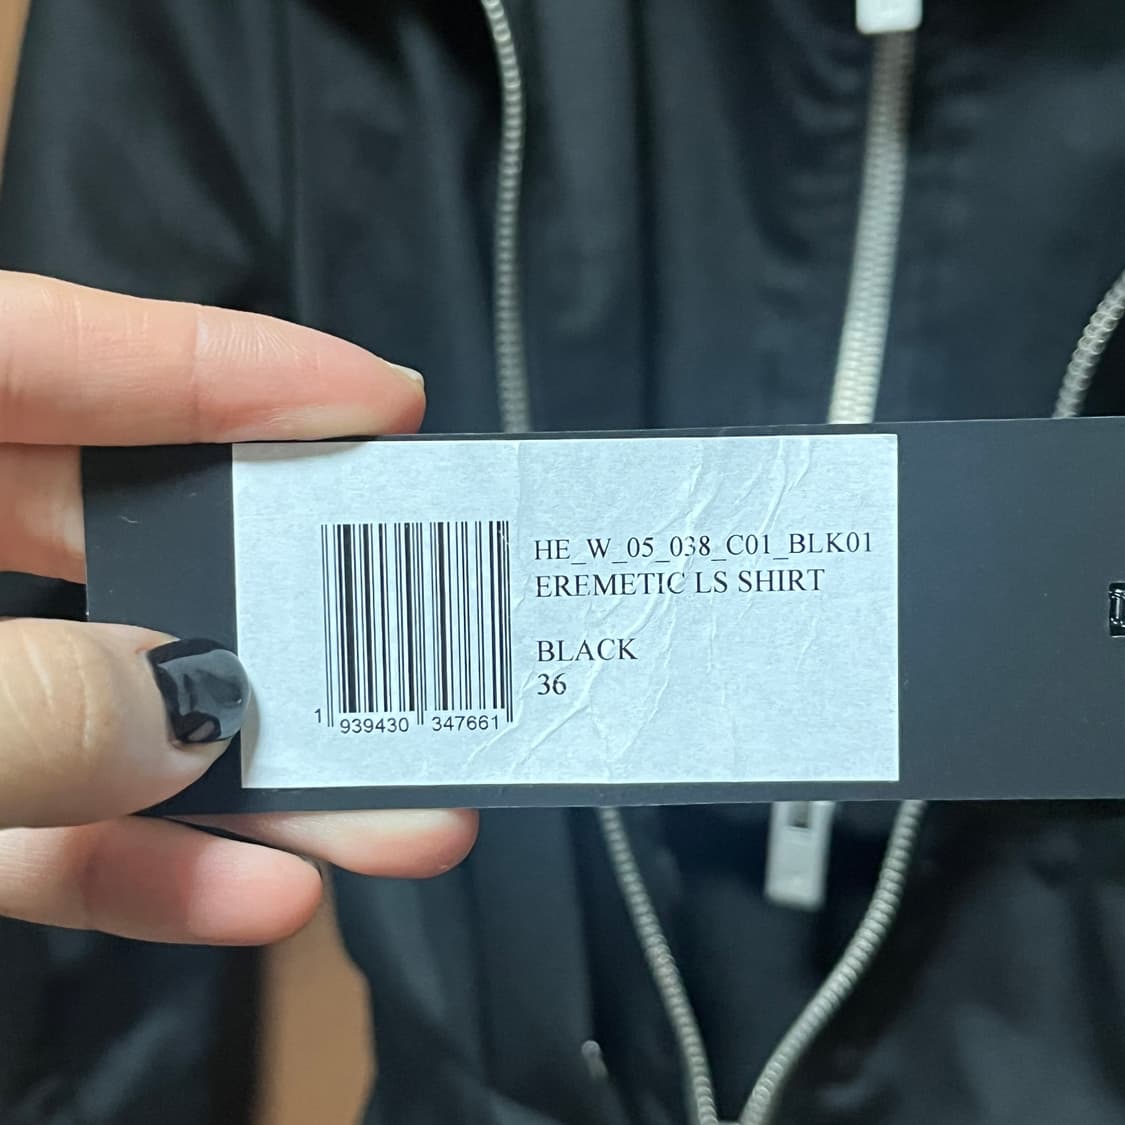 HE_W_05_038_C01_BLK01
EREMETIC LS SHIRT
BLACK
36
1 939430 347661